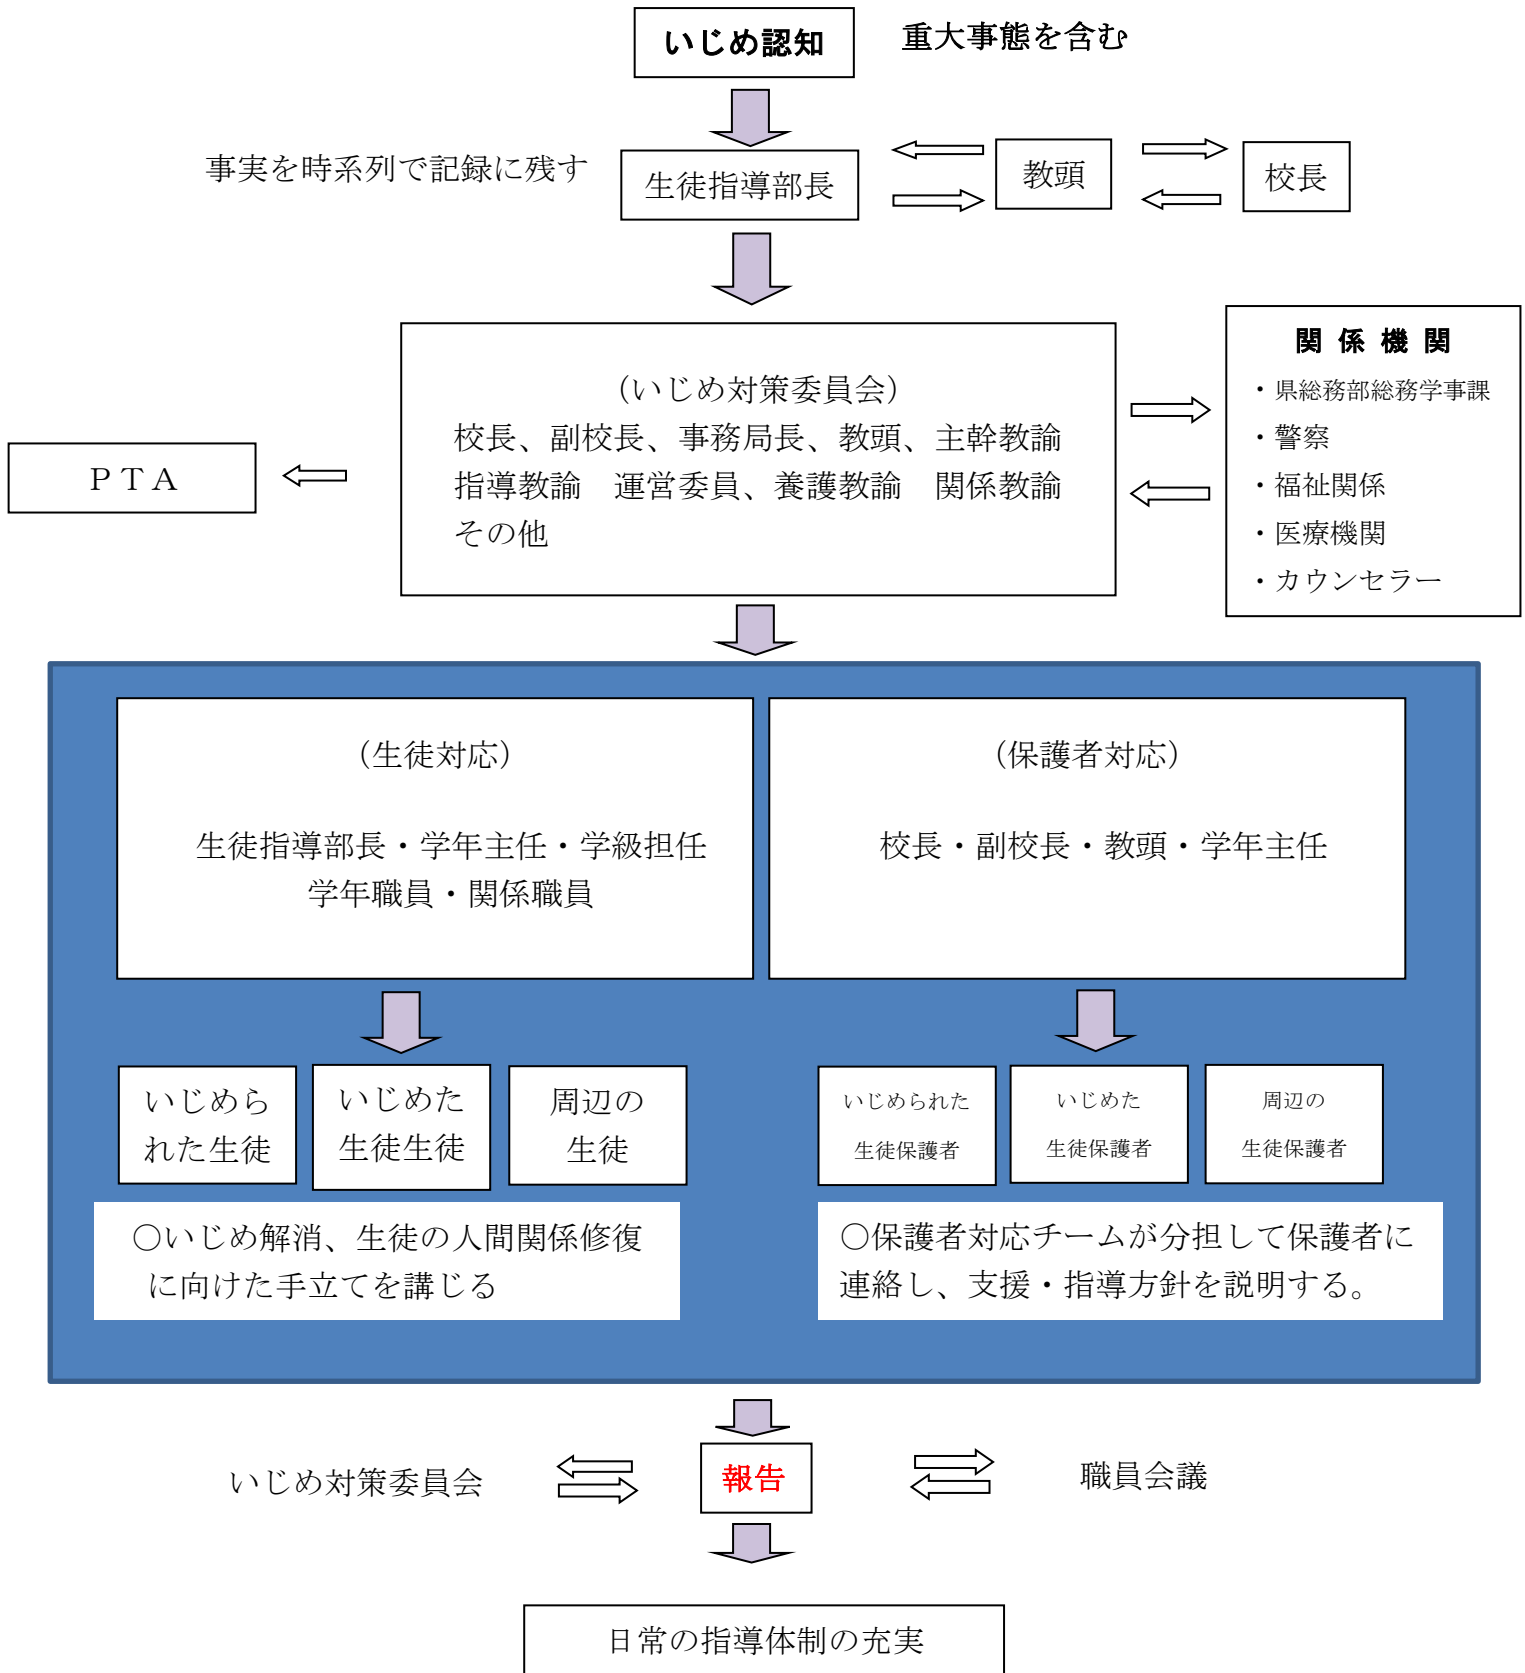 いじめ認知
重大事態を含む
事実を時系列で記録に残す
生徒指導部長
教頭
校長
(いじめ対策委員会)
校長、副校長、事務局長、教頭、主幹教諭
指導教諭　運営委員、養護教諭　関係教諭
その他
関 係 機 関
・県総務部総務学事課
・警察
・福祉関係
・医療機関
・カウンセラー
ＰＴＡ
(生徒対応)
生徒指導部長・学年主任・学級担任
学年職員・関係職員
(保護者対応)
校長・副校長・教頭・学年主任
いじめら
れた生徒
いじめた
生徒生徒
周辺の
生徒
いじめられた
生徒保護者
いじめた
生徒保護者
周辺の
生徒保護者
○いじめ解消、生徒の人間関係修復
に向けた手立てを講じる
○保護者対応チームが分担して保護者に
連絡し、支援・指導方針を説明する。
いじめ対策委員会
報告
職員会議
日常の指導体制の充実